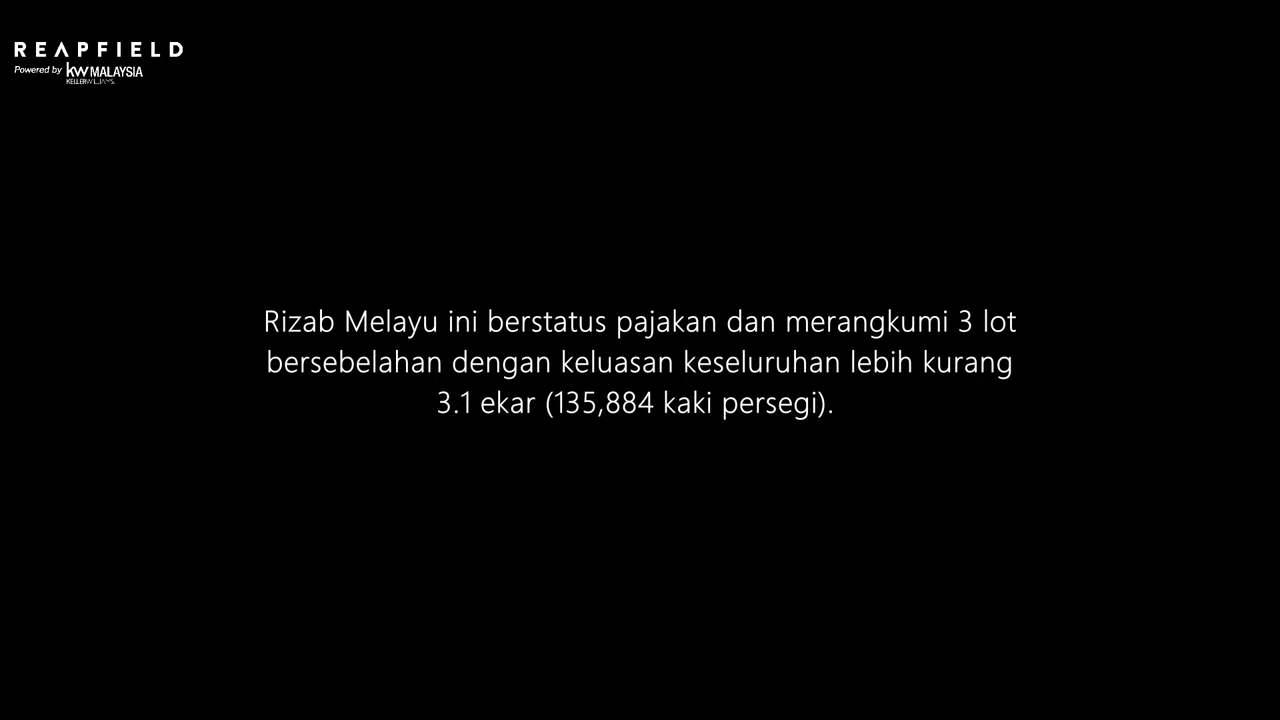 REAPFIELD
Powered by kw MALAYSIA
KELLERWILLIAMS.
Rizab Melayu ini berstatus pajakan dan merangkumi 3 lot
bersebelahan dengan keluasan keseluruhan lebih kurang
3.1 ekar (135,884 kaki persegi).